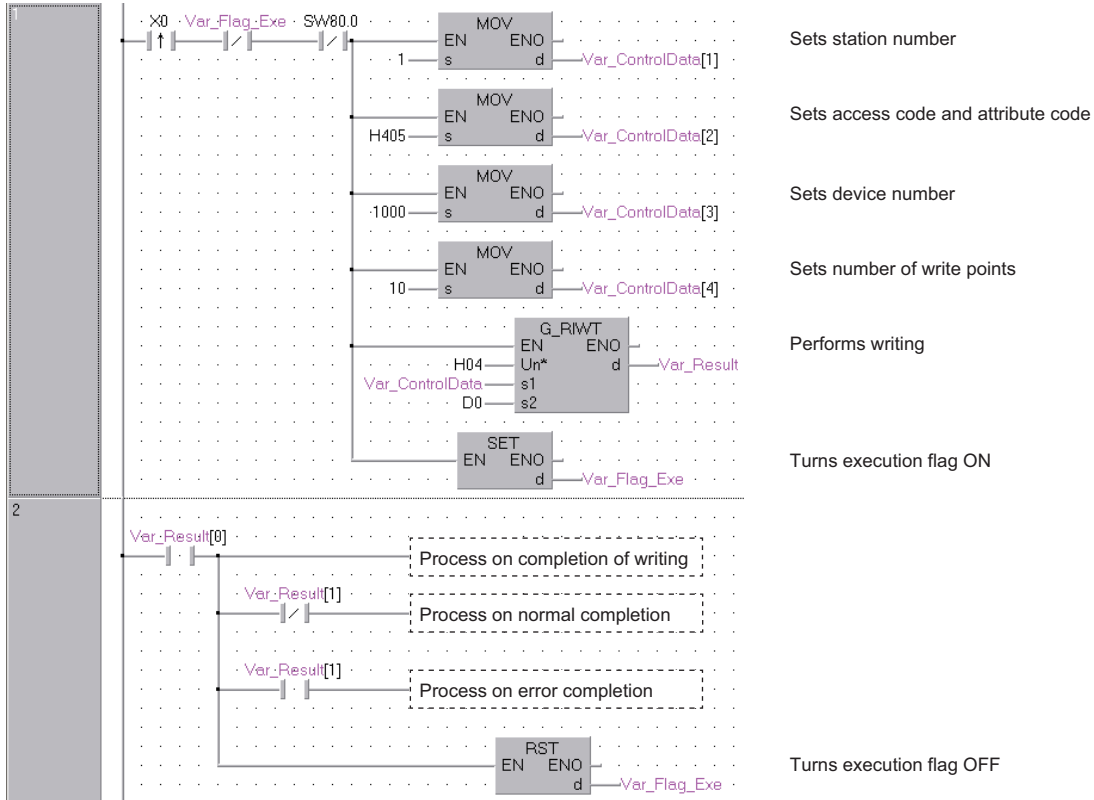 1
X0 Var_Flag_Exe SW80.0
MOV
EN ENO
1 s d Var_ControlData[1]
Sets station number
MOV
EN ENO
H405 s d Var_ControlData[2]
Sets access code and attribute code
MOV
EN ENO
1000 s d Var_ControlData[3]
Sets device number
MOV
EN ENO
10 s d Var_ControlData[4]
Sets number of write points
G_RIWT
EN ENO
H04 Un* d Var_Result
Var_ControlData s1
D0 s2
Performs writing
SET
EN ENO
d Var_Flag_Exe
Turns execution flag ON
2
Var_Result[0]
Process on completion of writing
Var_Result[1]
Process on normal completion
Var_Result[1]
Process on error completion
RST
EN ENO
d Var_Flag_Exe
Turns execution flag OFF